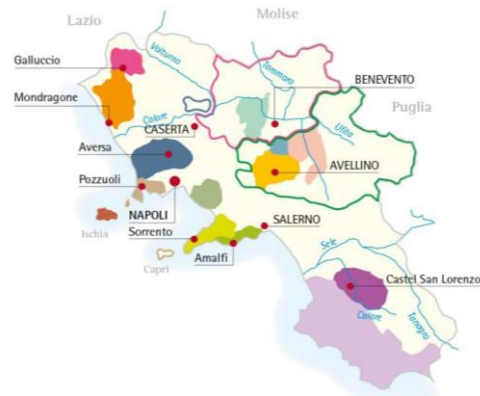 Lazio
Molise
Galluccio
Volturno
Tammaro
BENEVENTO
Mondragone
Puglia
Calore
CASERTA
Ufita
Aversa
AVELLINO
Pozzuoli
NAPOLI
SALERNO
Ischia
Sorrento
Sele
Capri
Amalfi
Castel San Lorenzo
Calore
Tanagro